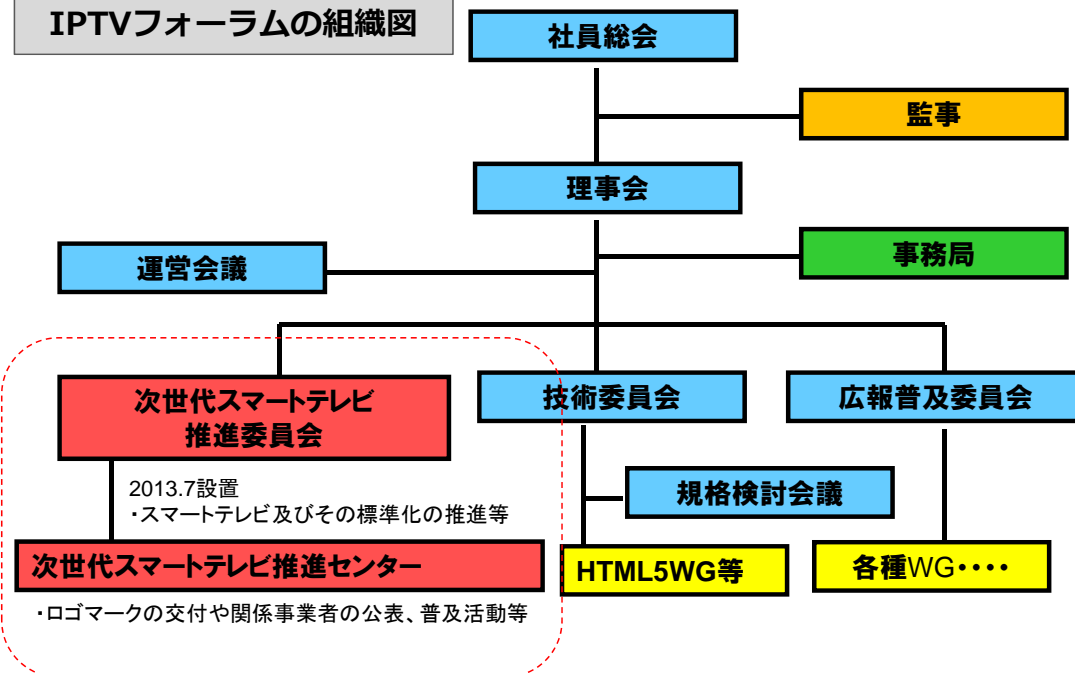 IPTVフォーラムの組織図
社員総会
監事
理事会
事務局
運営会議
次世代スマートテレビ
推進委員会
技術委員会
広報普及委員会
2013.7設置
・スマートテレビ及びその標準化の推進等
規格検討会議
次世代スマートテレビ推進センター
HTML5WG等
各種WG・・・・
・ロゴマークの交付や関係事業者の公表、普及活動等